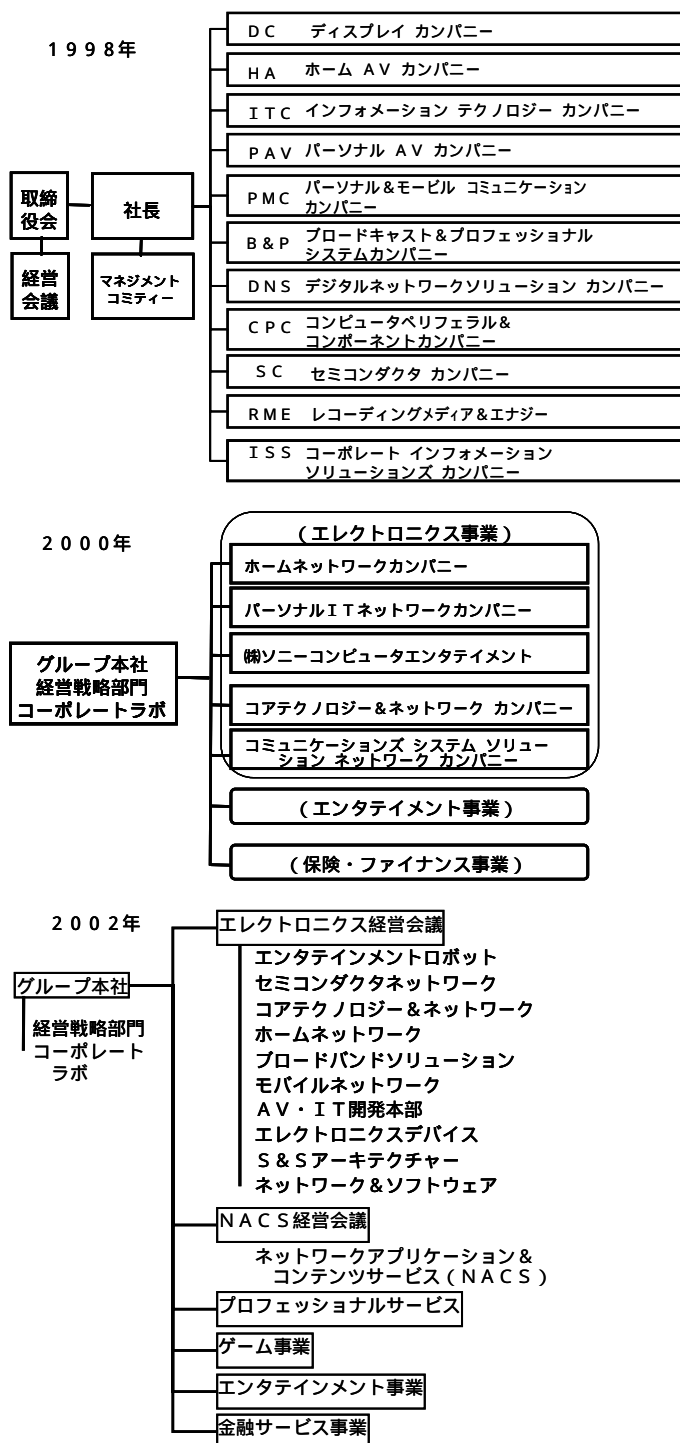 1998年
DC ディスプレイ カンパニー
HA ホーム AV カンパニー
ITC インフォメーション テクノロジー カンパニー
PAV パーソナル AV カンパニー
PMC パーソナル&モービル コミュニケーション
カンパニー
B&P ブロードキャスト&プロフェッショナル
システムカンパニー
DNS デジタルネットワークソリューション カンパニー
CPC コンピュータペリフェラル&
コンポーネントカンパニー
SC セミコンダクタ カンパニー
RME レコーディングメディア&エナジー
ISS コーポレート インフォメーション
ソリューションズ カンパニー
取締
役会
社長
経営
会議
マネジメント
コミティー
2000年
(エレクトロニクス事業)
ホームネットワークカンパニー
パーソナルITネットワークカンパニー
㈱ソニーコンピュータエンタテイメント
コアテクノロジー&ネットワーク カンパニー
コミュニケーションズ システム ソリュー
ション ネットワーク カンパニー
グループ本社
経営戦略部門
コーポレートラボ
(エンタテイメント事業)
(保険・ファイナンス事業)
2002年
グループ本社
経営戦略部門
コーポレート
ラボ
エレクトロニクス経営会議
エンタテインメントロボット
セミコンダクタネットワーク
コアテクノロジー&ネットワーク
ホームネットワーク
ブロードバンドソリューション
モバイルネットワーク
AV・IT開発本部
エレクトロニクスデバイス
S&Sアーキテクチャー
ネットワーク&ソフトウェア
NACS経営会議
ネットワークアプリケーション&
コンテンツサービス(NACS)
プロフェッショナルサービス
ゲーム事業
エンタテインメント事業
金融サービス事業